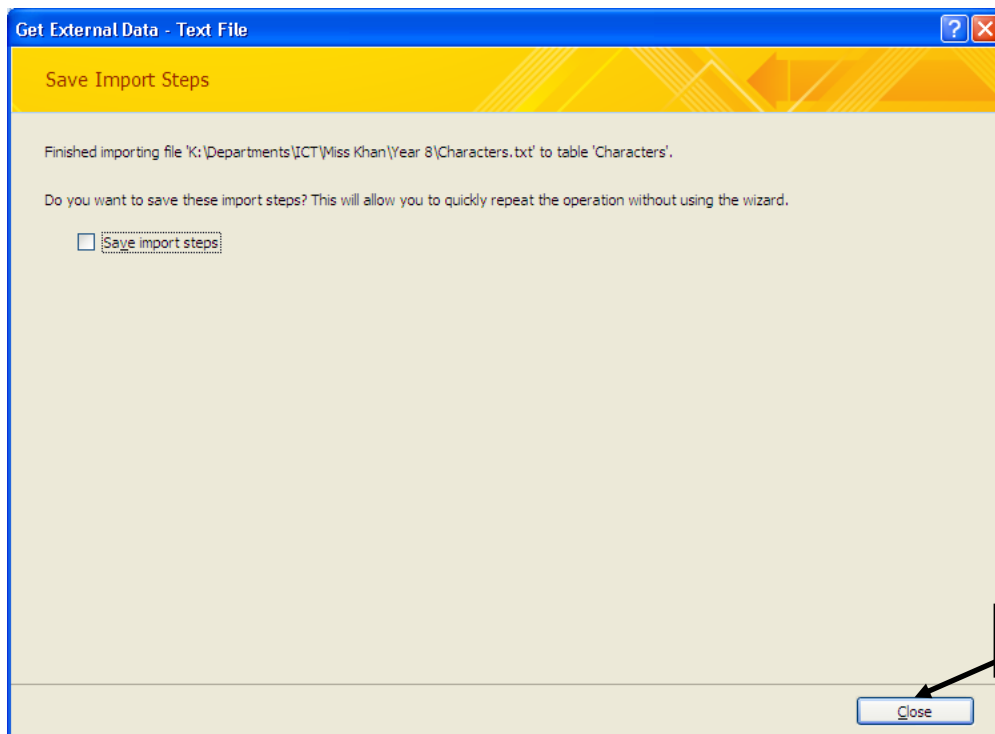 Get External Data - Text File
?
Save Import Steps
Finished importing file 'K:\Departments\ICT\Miss Khan\Year 8\Characters.txt' to table 'Characters'.
Do you want to save these import steps? This will allow you to quickly repeat the operation without using the wizard.
Save import steps
Close